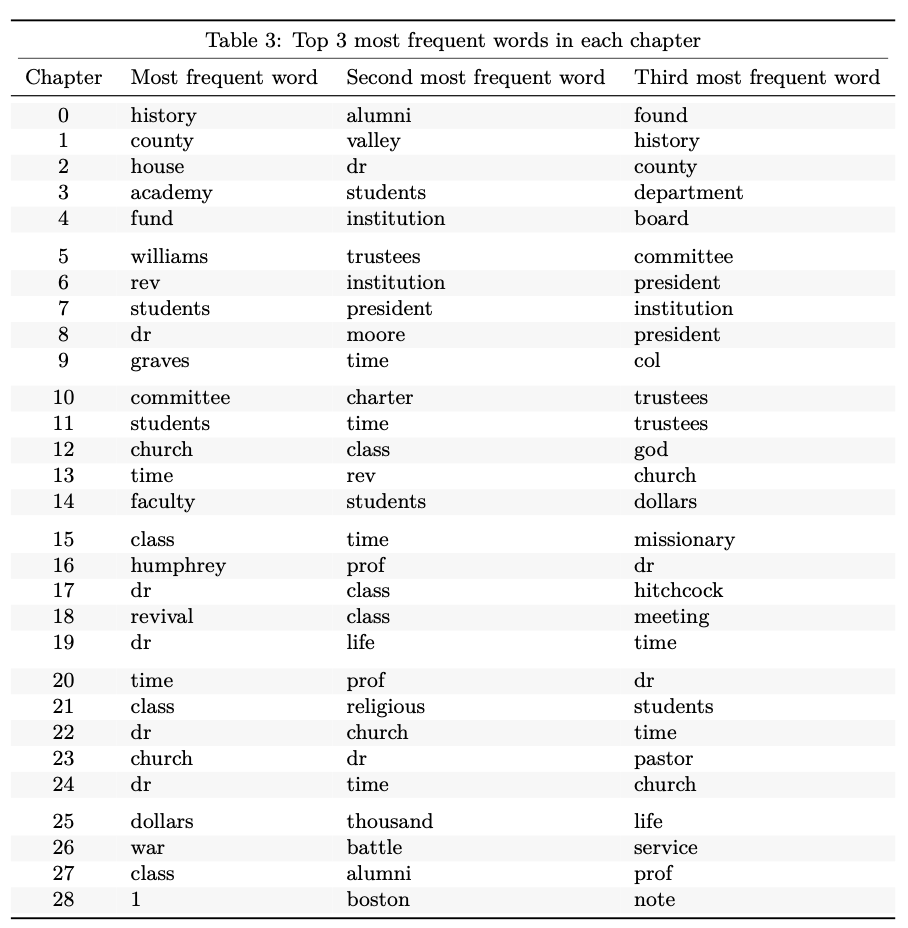 Table 3: Top 3 most frequent words in each chapter
Chapter Most frequent word Second most frequent word Third most frequent word
0 history alumni found
1 county valley history
2 house dr county
3 academy students department
4 fund institution board
5 williams trustees committee
6 rev institution president
7 students president institution
8 dr moore president
9 graves time col
10 committee charter trustees
11 students time trustees
12 church class god
13 time rev church
14 faculty students dollars
15 class time missionary
16 humphrey prof dr
17 dr class hitchcock
18 revival class meeting
19 dr life time
20 time prof dr
21 class religious students
22 dr church time
23 church dr pastor
24 dr time church
25 dollars thousand life
26 war battle service
27 class alumni prof
28 1 boston note